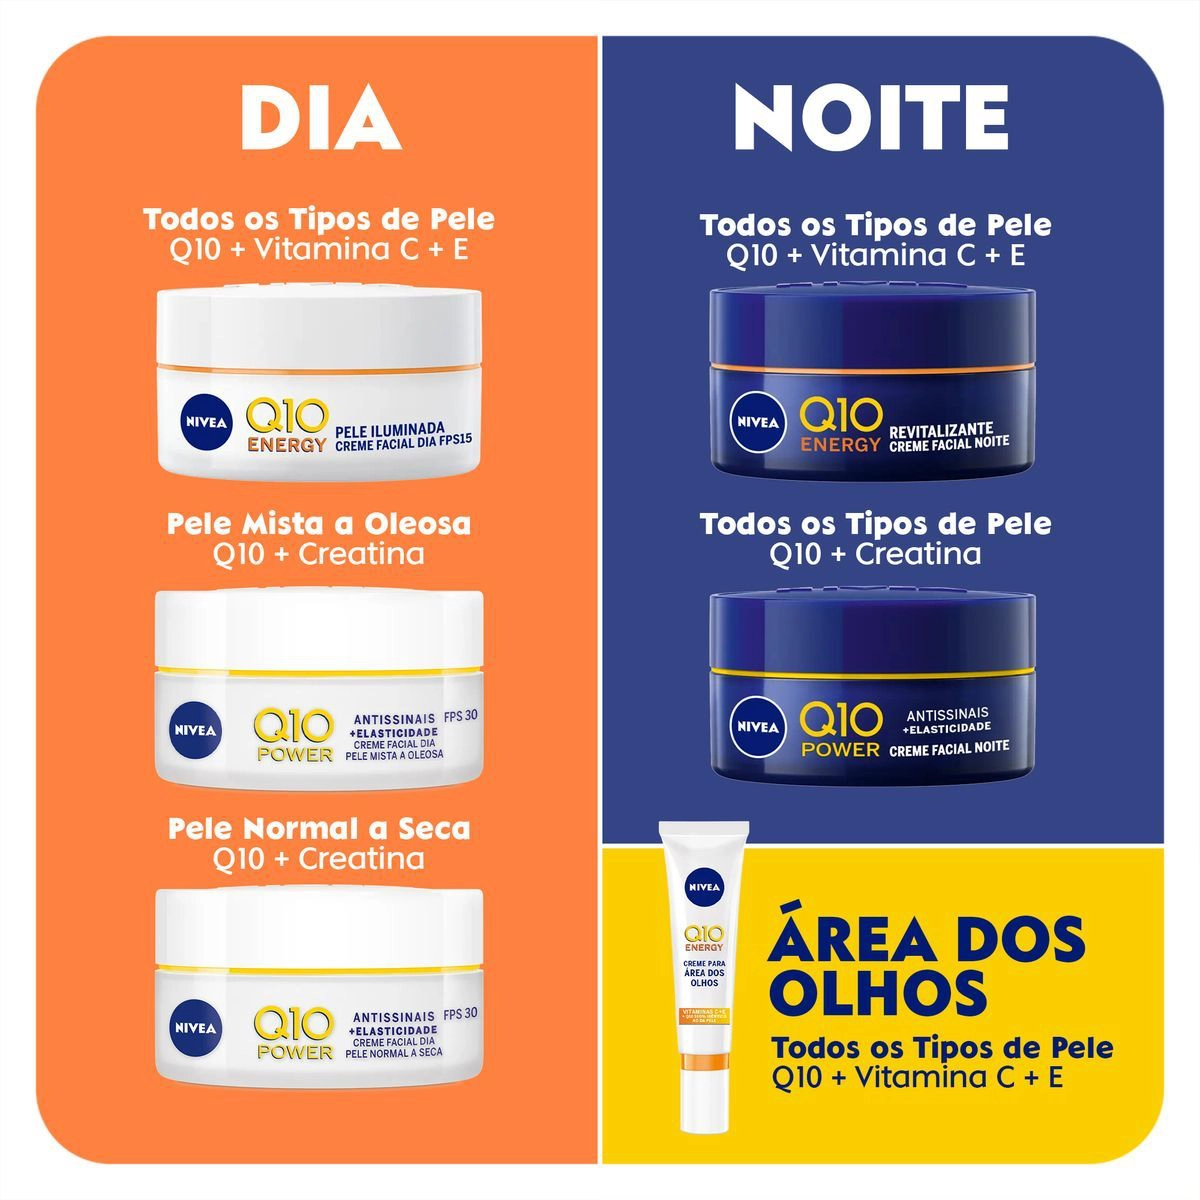 DIA
Todos os Tipos de Pele
Q10 + Vitamina C + E
NIVEA
Q10
ENERGY
PELE ILUMINADA
CREME FACIAL DIA FPS15
Pele Mista a Oleosa
Q10 + Creatina
NIVEA
Q10
POWER
ANTISSINAIS FPS 30
+ELASTICIDADE
CREME FACIAL DIA
PELE MISTA A OLEOSA
Pele Normal a Seca
Q10 + Creatina
NIVEA
Q10
POWER
ANTISSINAIS FPS 30
+ELASTICIDADE
CREME FACIAL DIA
PELE NORMAL A SECA
NOITE
Todos os Tipos de Pele
Q10 + Vitamina C + E
NIVEA
Q10
ENERGY
REVITALIZANTE
CREME FACIAL NOITE
Todos os Tipos de Pele
Q10 + Creatina
NIVEA
Q10
POWER
ANTISSINAIS
+ELASTICIDADE
CREME FACIAL NOITE
NIVEA
Q10
ENERGY
CREME PARA
ÁREA DOS
OLHOS
VITAMINAS C+E
ÁREA DOS
OLHOS
Todos os Tipos de Pele
Q10 + Vitamina C + E